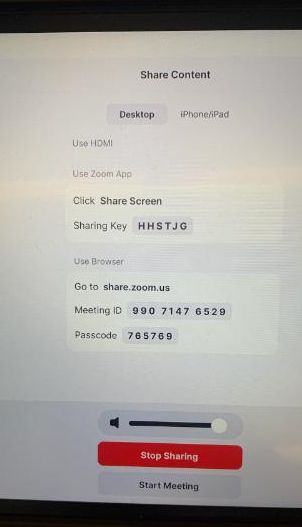 Share Content
Desktop iPhone/iPad
Use HDMI
Use Zoom App
Click Share Screen
Sharing Key HHSTJG
Use Browser
Go to share.zoom.us
Meeting ID 990 7147 6529
Passcode 765769
Stop Sharing
Start Meeting